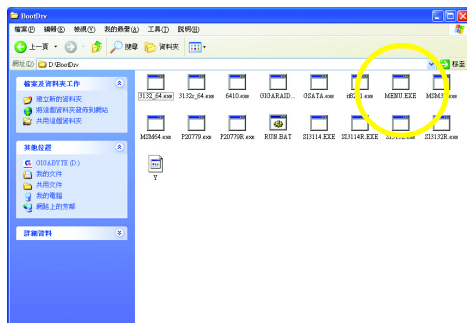 BootDrv
檔案(F) 編輯(E) 檢視(V) 我的最愛(A) 工具(T) 說明(H)
上一頁 搜尋 資料夾
網址(D) D:\BootDrv 移至
檔案及資料夾工作
建立新的資料夾
將這個資料夾發佈到網站
共用這個資料夾
其他位置
GIGABYTE (D:)
我的文件
共用文件
我的電腦
網路上的芳鄰
詳細資料
3132_64.exe 3132r_64.exe 6410.exe GIGARAID... GSATA.exe MENU.EXE
MSM64.exe P20779.exe P20779R.exe RUN.BAT SI3114.EXE SI3114R.EXE SI3132R.exe
Y